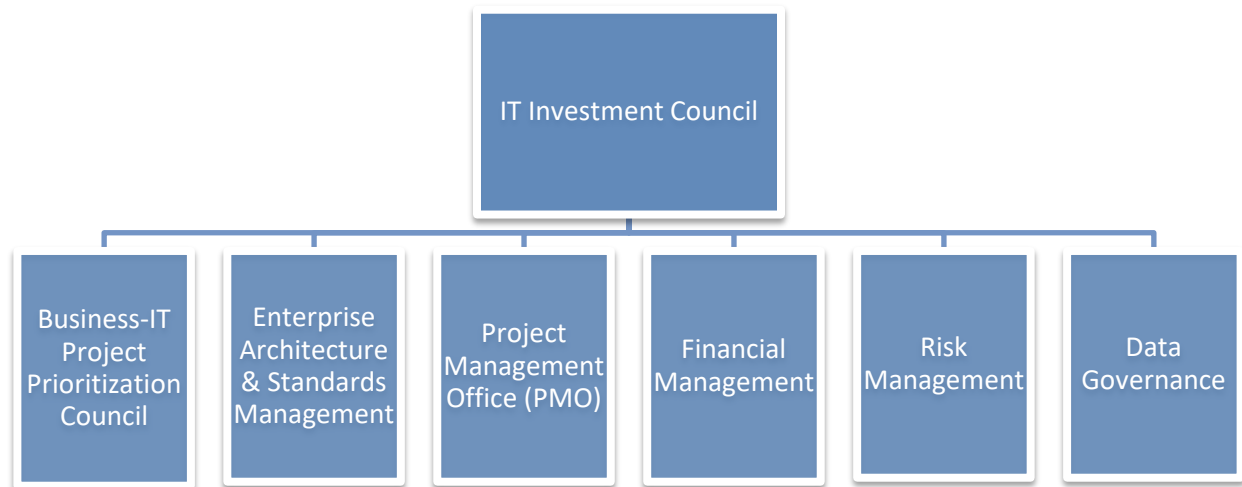 IT Investment Council
Business-IT
Project
Prioritization
Council
Enterprise
Architecture
& Standards
Management
Project
Management
Office (PMO)
Financial
Management
Risk
Management
Data
Governance